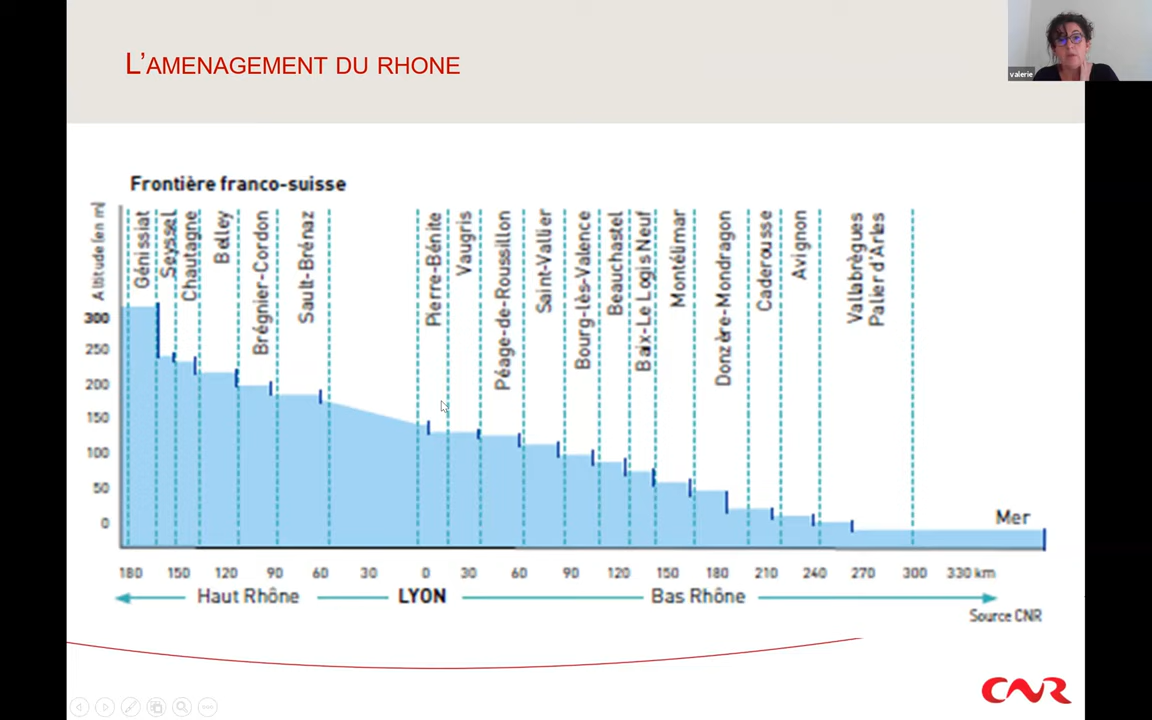 L'AMENAGEMENT DU RHONE
valerie
Frontière franco-suisse
Altitude (en m)
300
250
200
150
100
50
0
Génissiat
Seyssel
Chautagne
Belley
Brégnier-Cordon
Sault-Brénaz
Pierre-Bénite
Vaugris
Péage-de-Roussillon
Saint-Vallier
Bourg-lès-Valence
Beauchastel
Baix-Le Logis Neuf
Montélimar
Donzère-Mondragon
Caderousse
Avignon
Vallabrègues
Palier d'Arles
Mer
180 150 120 90 60 30 0 30 60 90 120 150 180 210 240 270 300 330 km
Haut Rhône LYON Bas Rhône
Source CNR
CNR